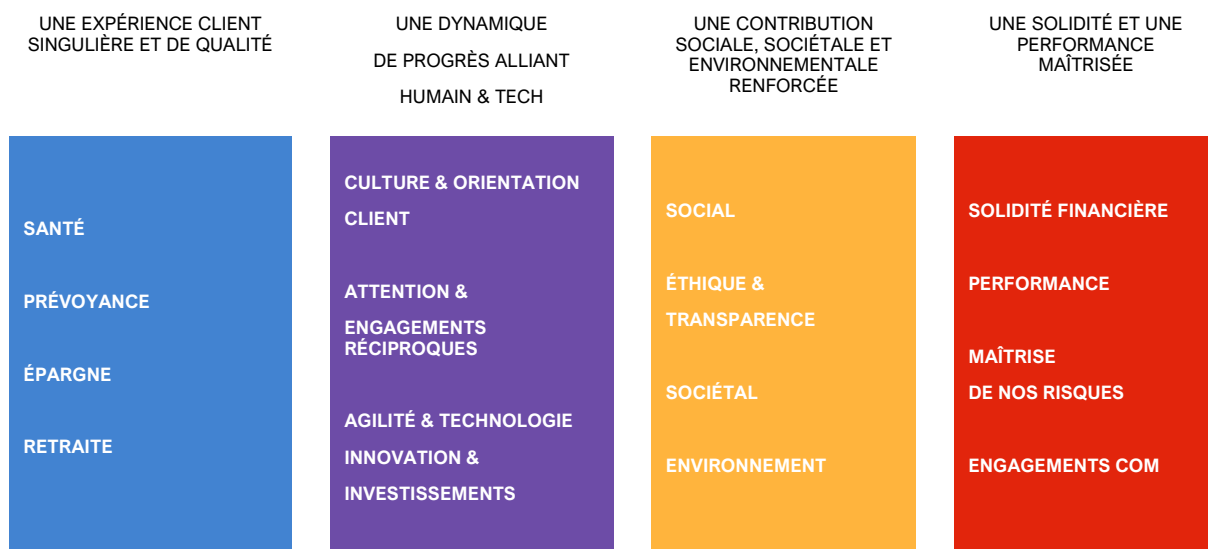 UNE EXPÉRIENCE CLIENT
SINGULIÈRE ET DE QUALITÉ
SANTÉ
PRÉVOYANCE
ÉPARGNE
RETRAITE
UNE DYNAMIQUE
DE PROGRÈS ALLIANT
HUMAIN & TECH
CULTURE & ORIENTATION
CLIENT
ATTENTION &
ENGAGEMENTS
RÉCIPROQUES
AGILITÉ & TECHNOLOGIE
INNOVATION &
INVESTISSEMENTS
UNE CONTRIBUTION
SOCIALE, SOCIÉTALE ET
ENVIRONNEMENTALE
RENFORCÉE
SOCIAL
ÉTHIQUE &
TRANSPARENCE
SOCIÉTAL
ENVIRONNEMENT
UNE SOLIDITÉ ET UNE
PERFORMANCE
MAÎTRISÉE
SOLIDITÉ FINANCIÈRE
PERFORMANCE
MAÎTRISE
DE NOS RISQUES
ENGAGEMENTS COM